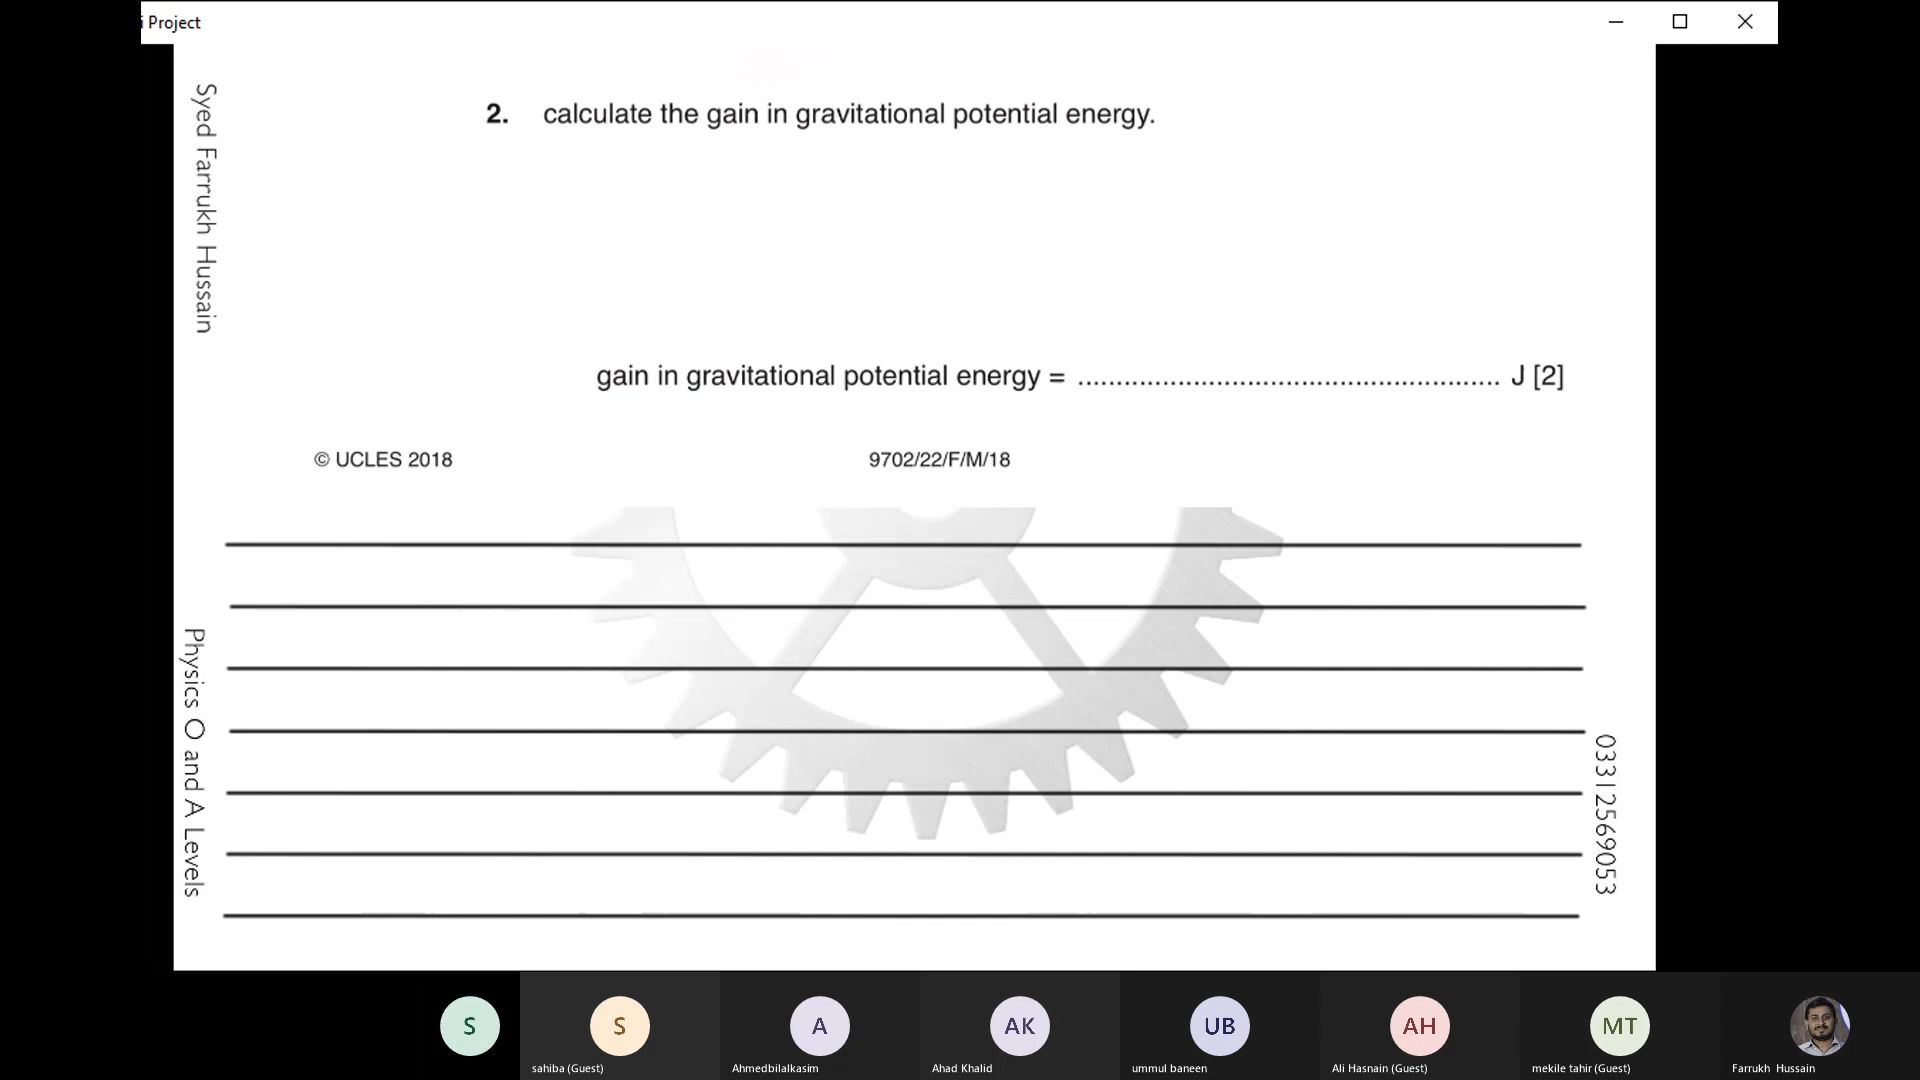 i Project
2. calculate the gain in gravitational potential energy.
gain in gravitational potential energy = ........................................................ J [2]
© UCLES 2018 9702/22/F/M/18
Syed Farrukh Hussain
Physics O and A Levels
03312569053
S S A AK UB AH MT
sahiba (Guest) Ahmedbilalkasim Ahad Khalid ummul baneen Ali Hasnain (Guest) mekile tahir (Guest) Farrukh Hussain